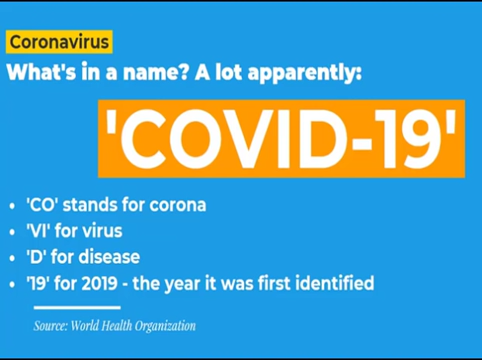 Coronavirus
What's in a name? A lot apparently:
'COVID-19'
• 'CO' stands for corona
• 'VI' for virus
• 'D' for disease
• '19' for 2019 - the year it was first identified
Source: World Health Organization